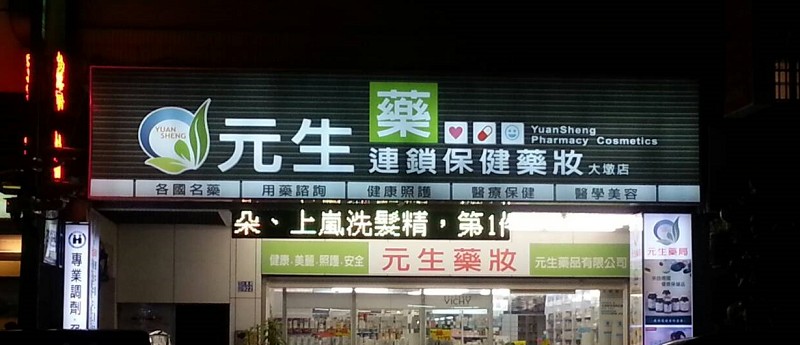 YUAN
SHENG
元生
藥
連鎖保健藥妝 大墩店
YuanSheng
Pharmacy Cosmetics
各國名藥 用藥諮詢 健康照護 醫療保健 醫學美容
朵、上嵐洗髮精，第1件
健康·美麗·照護·安全
元生藥妝
元生藥品有限公司
VICHY
H
專業調劑
元生藥局